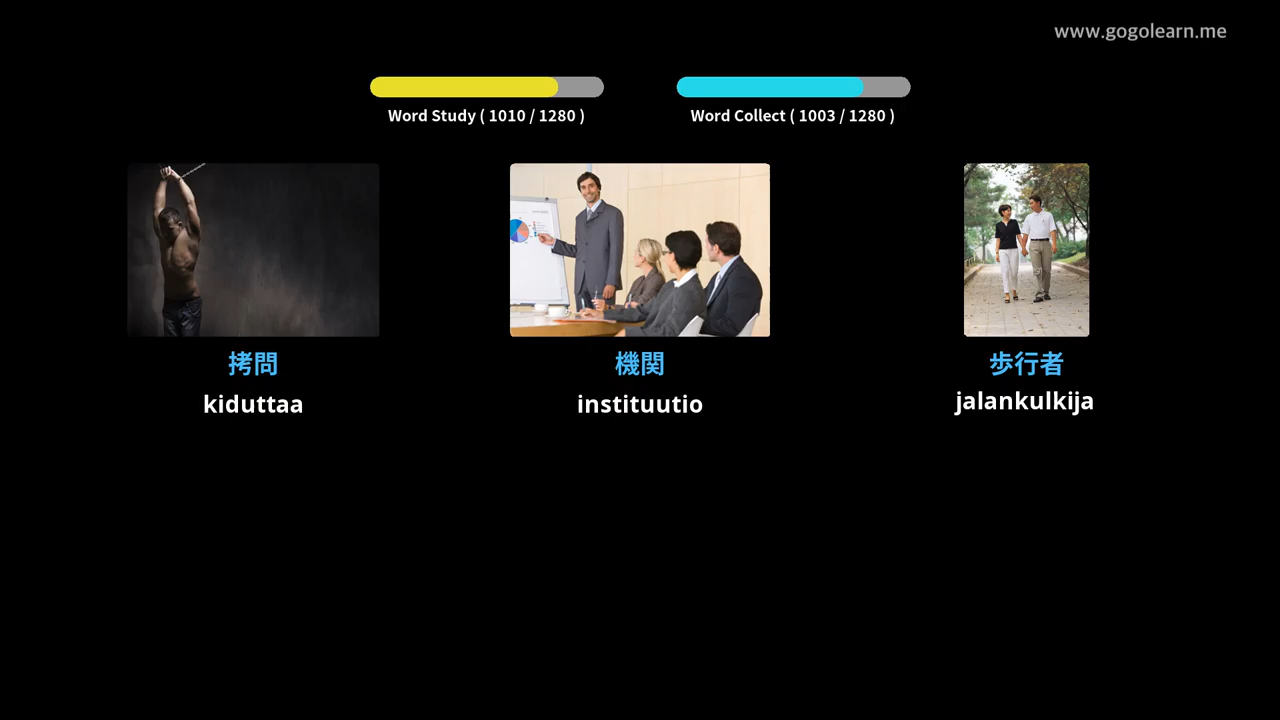 www.gogolearn.me
Word Study ( 1010 / 1280 )
Word Collect ( 1003 / 1280 )
拷問
機関
歩行者
kiduttaa
instituutio
jalankulkija